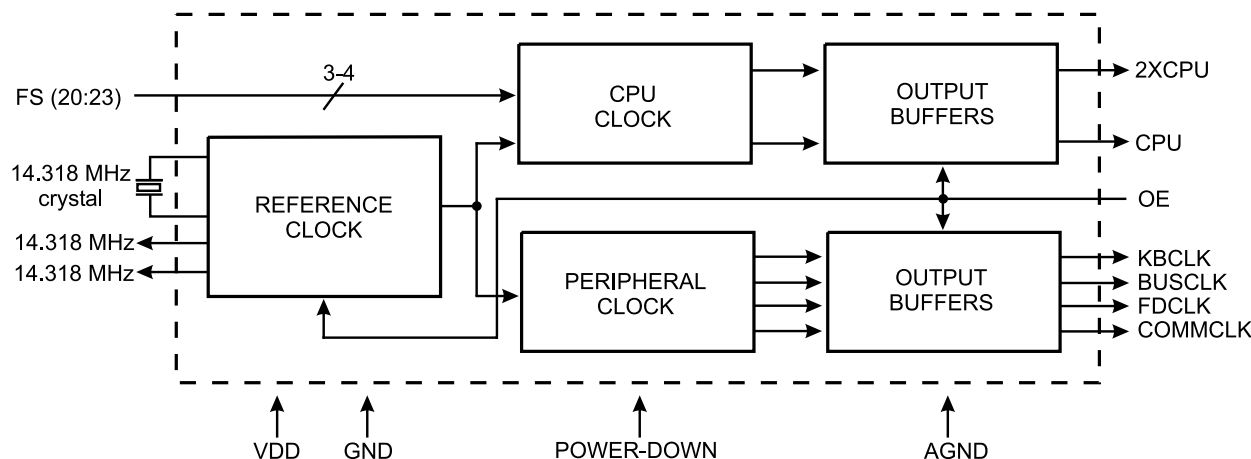 3-4
FS (20:23)
CPU
CLOCK
OUTPUT
BUFFERS
2XCPU
CPU
14.318 MHz
crystal
REFERENCE
CLOCK
OE
14.318 MHz
14.318 MHz
PERIPHERAL
CLOCK
OUTPUT
BUFFERS
KBCLK
BUSCLK
FDCLK
COMMCLK
VDD
GND
POWER-DOWN
AGND